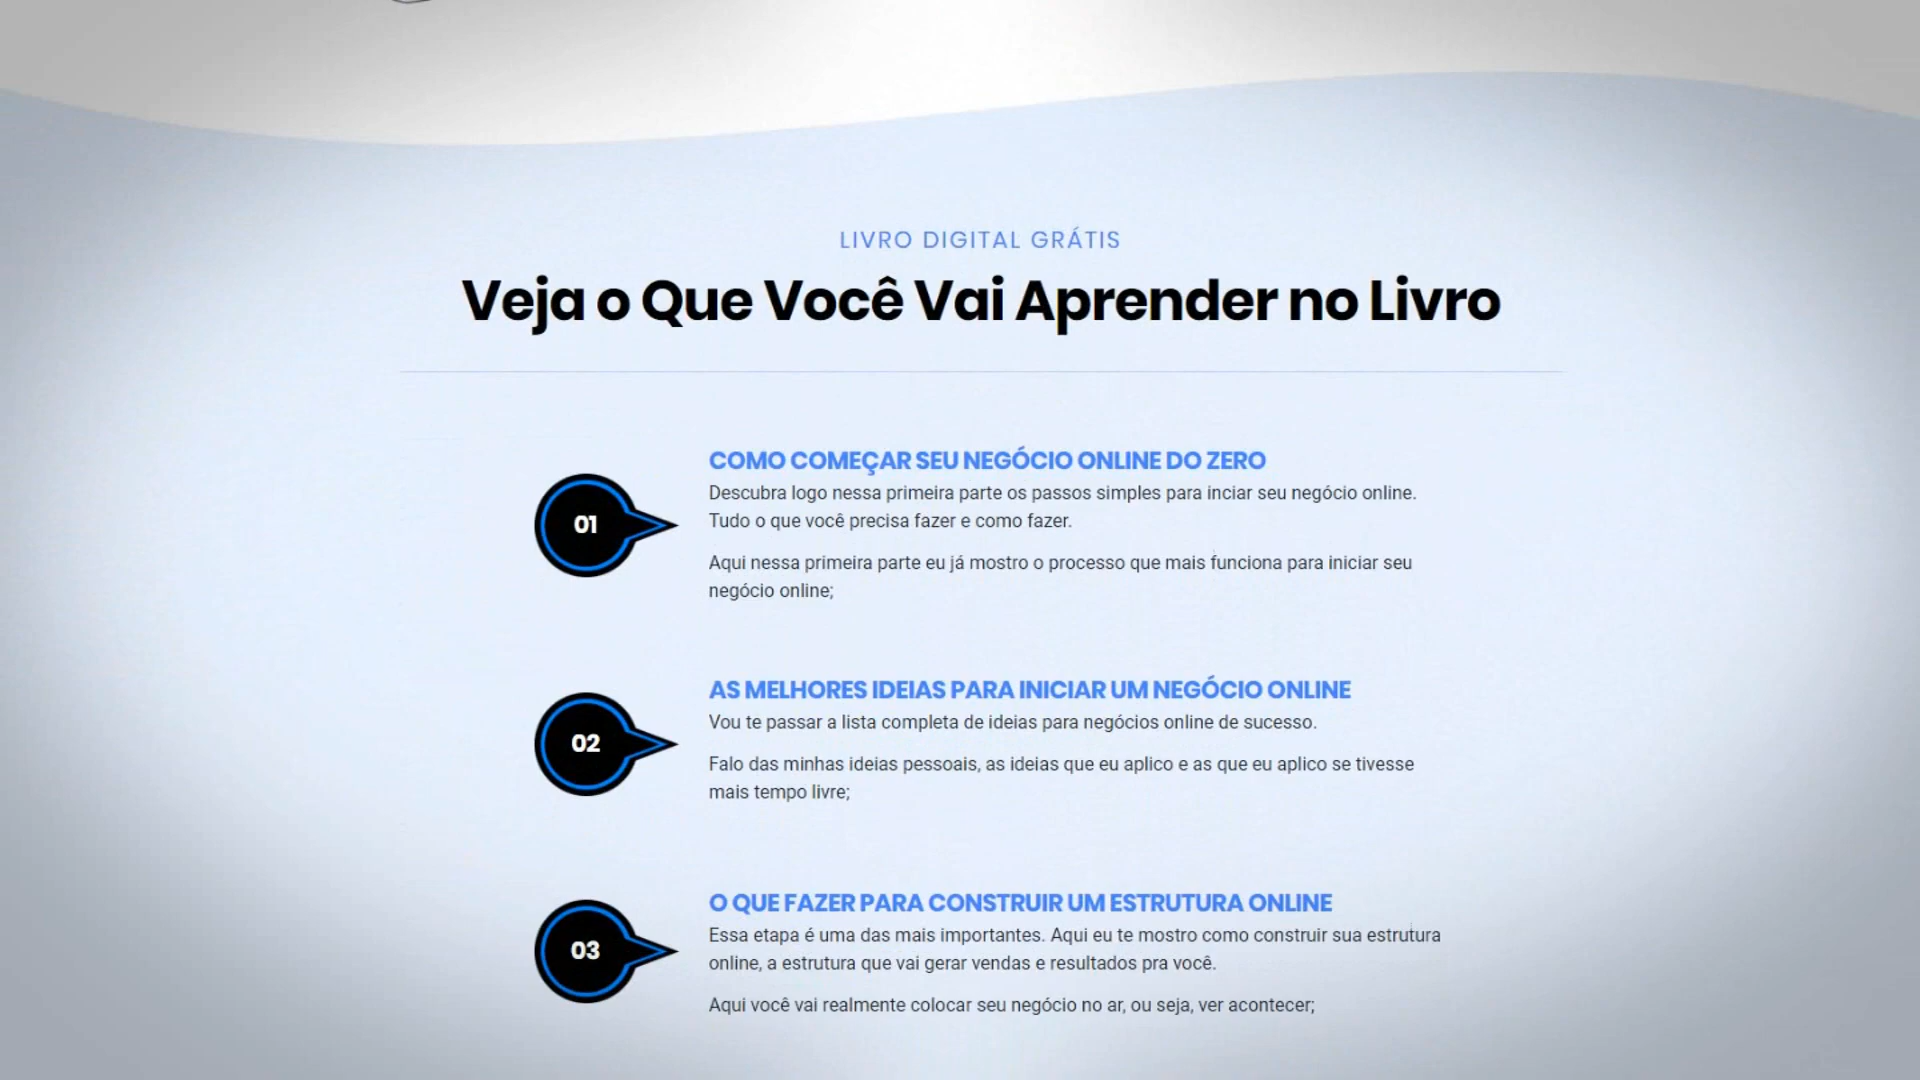 LIVRO DIGITAL GRÁTIS
Veja o Que Você Vai Aprender no Livro
01
COMO COMEÇAR SEU NEGÓCIO ONLINE DO ZERO
Descubra logo nessa primeira parte os passos simples para inciar seu negócio online.
Tudo o que você precisa fazer e como fazer.
Aqui nessa primeira parte eu já mostro o processo que mais funciona para iniciar seu
negócio online;
02
AS MELHORES IDEIAS PARA INICIAR UM NEGÓCIO ONLINE
Vou te passar a lista completa de ideias para negócios online de sucesso.
Falo das minhas ideias pessoais, as ideias que eu aplico e as que eu aplico se tivesse
mais tempo livre;
03
O QUE FAZER PARA CONSTRUIR UM ESTRUTURA ONLINE
Essa etapa é uma das mais importantes. Aqui eu te mostro como construir sua estrutura
online, a estrutura que vai gerar vendas e resultados pra você.
Aqui você vai realmente colocar seu negócio no ar, ou seja, ver acontecer;